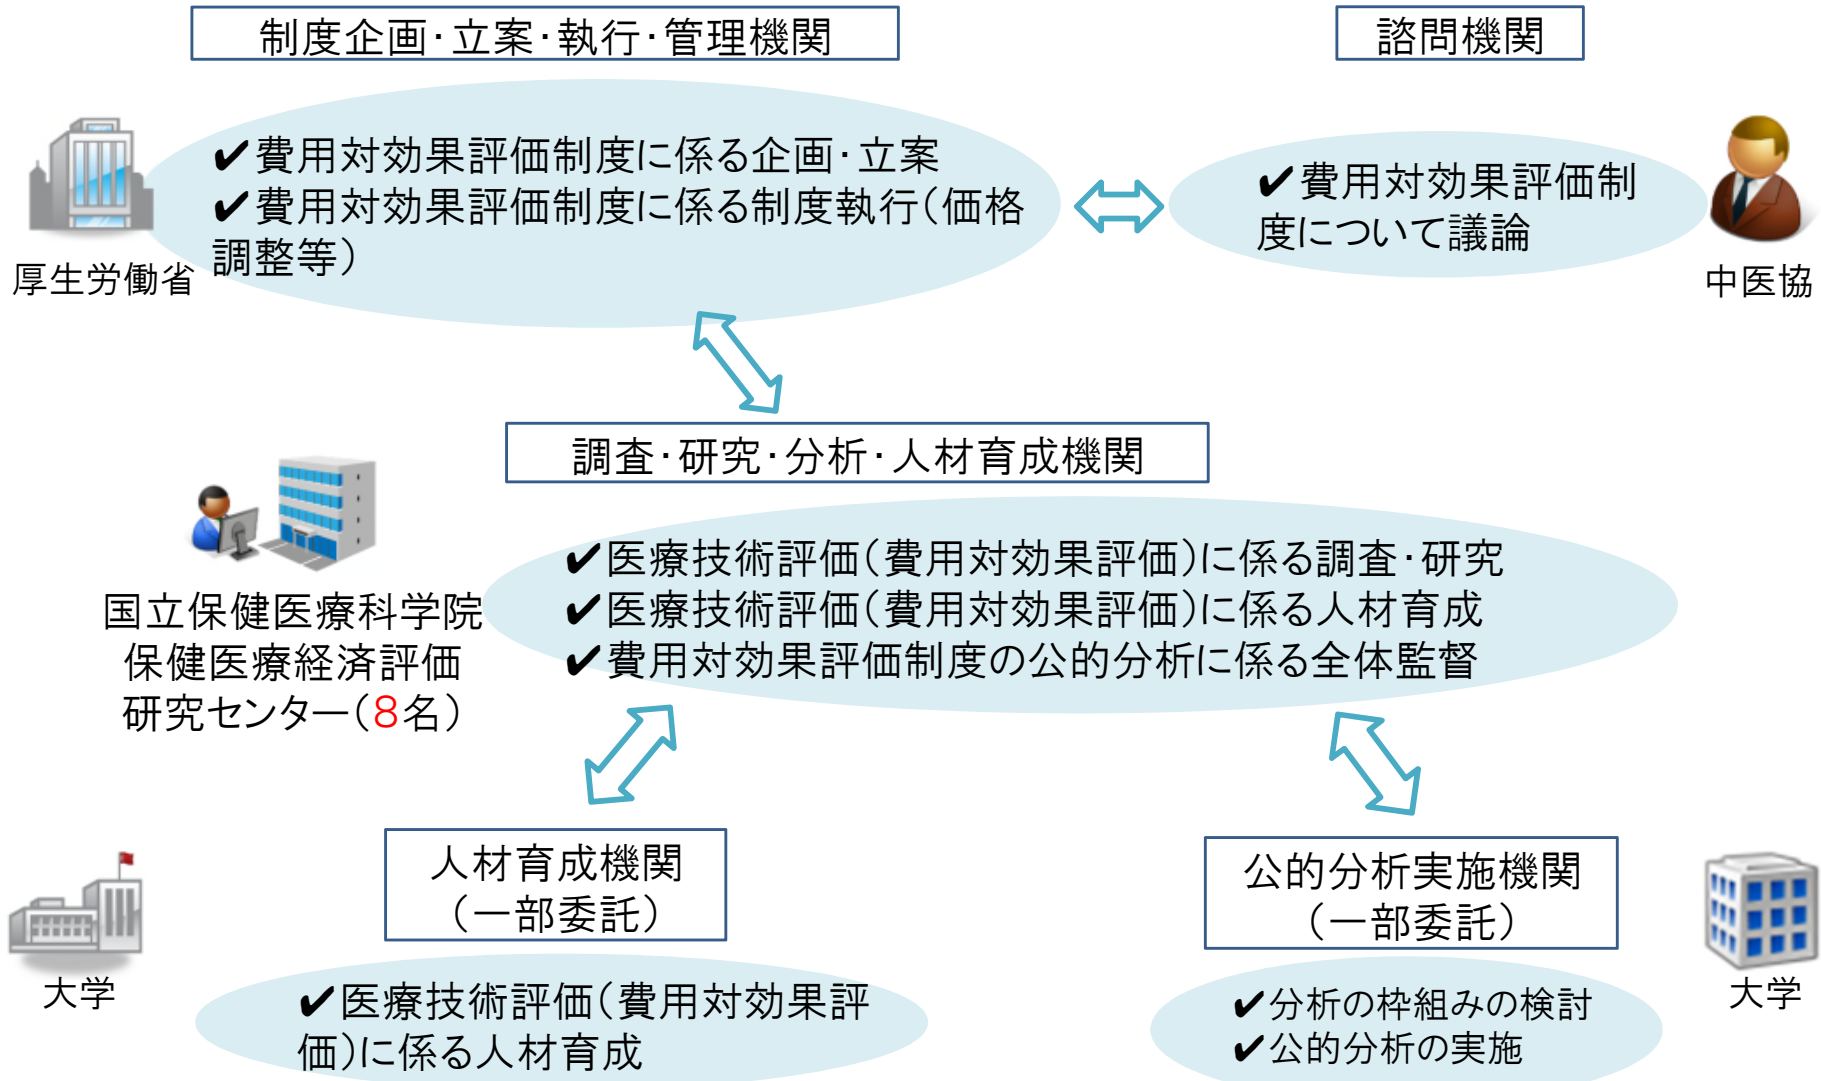 制度企画・立案・執行・管理機関
諮問機関
✔費用対効果評価制度に係る企画・立案
✔費用対効果評価制度に係る制度執行（価格
調整等）
厚生労働省
✔費用対効果評価制
度について議論
中医協
調査・研究・分析・人材育成機関
✔医療技術評価（費用対効果評価）に係る調査・研究
✔医療技術評価（費用対効果評価）に係る人材育成
✔費用対効果評価制度の公的分析に係る全体監督
国立保健医療科学院
保健医療経済評価
研究センター（８名）
人材育成機関
（一部委託）
大学
✔医療技術評価（費用対効果評
価）に係る人材育成
公的分析実施機関
（一部委託）
大学
✔分析の枠組みの検討
✔公的分析の実施